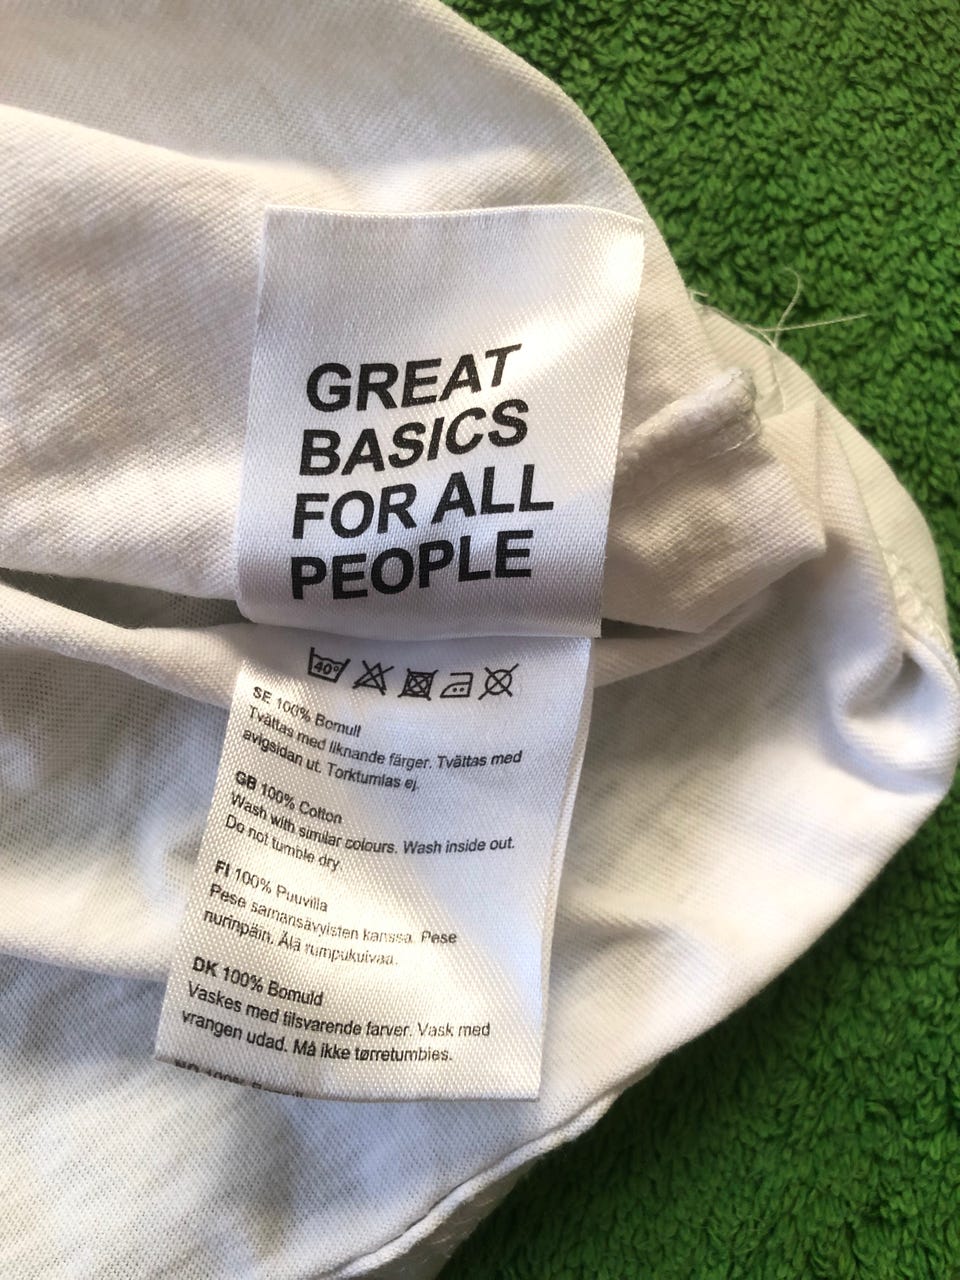 GREAT
BASICS
FOR ALL
PEOPLE
40°
SE 100% Bomull
Tvättas med liknande färger. Tvättas med
avigsidan ut. Torktumlas ej.
GB 100% Cotton
Wash with similar colours. Wash inside out.
Do not tumble dry.
FI 100% Puuvilla
Pese samansävyisten kanssa. Pese
nurinpäin. Älä rumpukuivaa.
DK 100% Bomuld
Vaskes med tilsvarende farver. Vask med
vrangen udad. Må ikke tørretumbles.